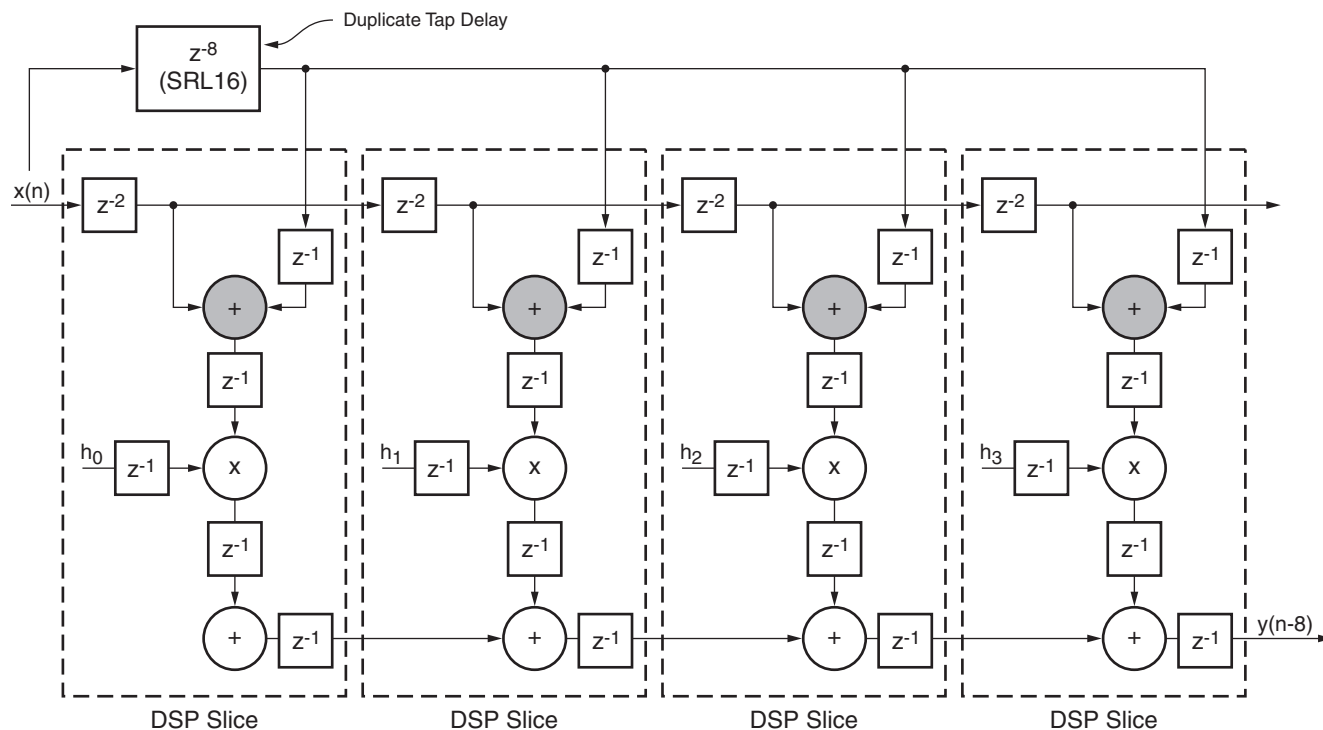 Duplicate Tap Delay
z-8
(SRL16)
x(n)
z-2 z-2 z-2 z-2
z-1 z-1 z-1 z-1
+ + + +
z-1 z-1 z-1 z-1
h0 z-1 x h1 z-1 x h2 z-1 x h3 z-1 x
z-1 z-1 z-1 z-1
+ z-1 + z-1 + z-1 + z-1 y(n-8)
DSP Slice DSP Slice DSP Slice DSP Slice